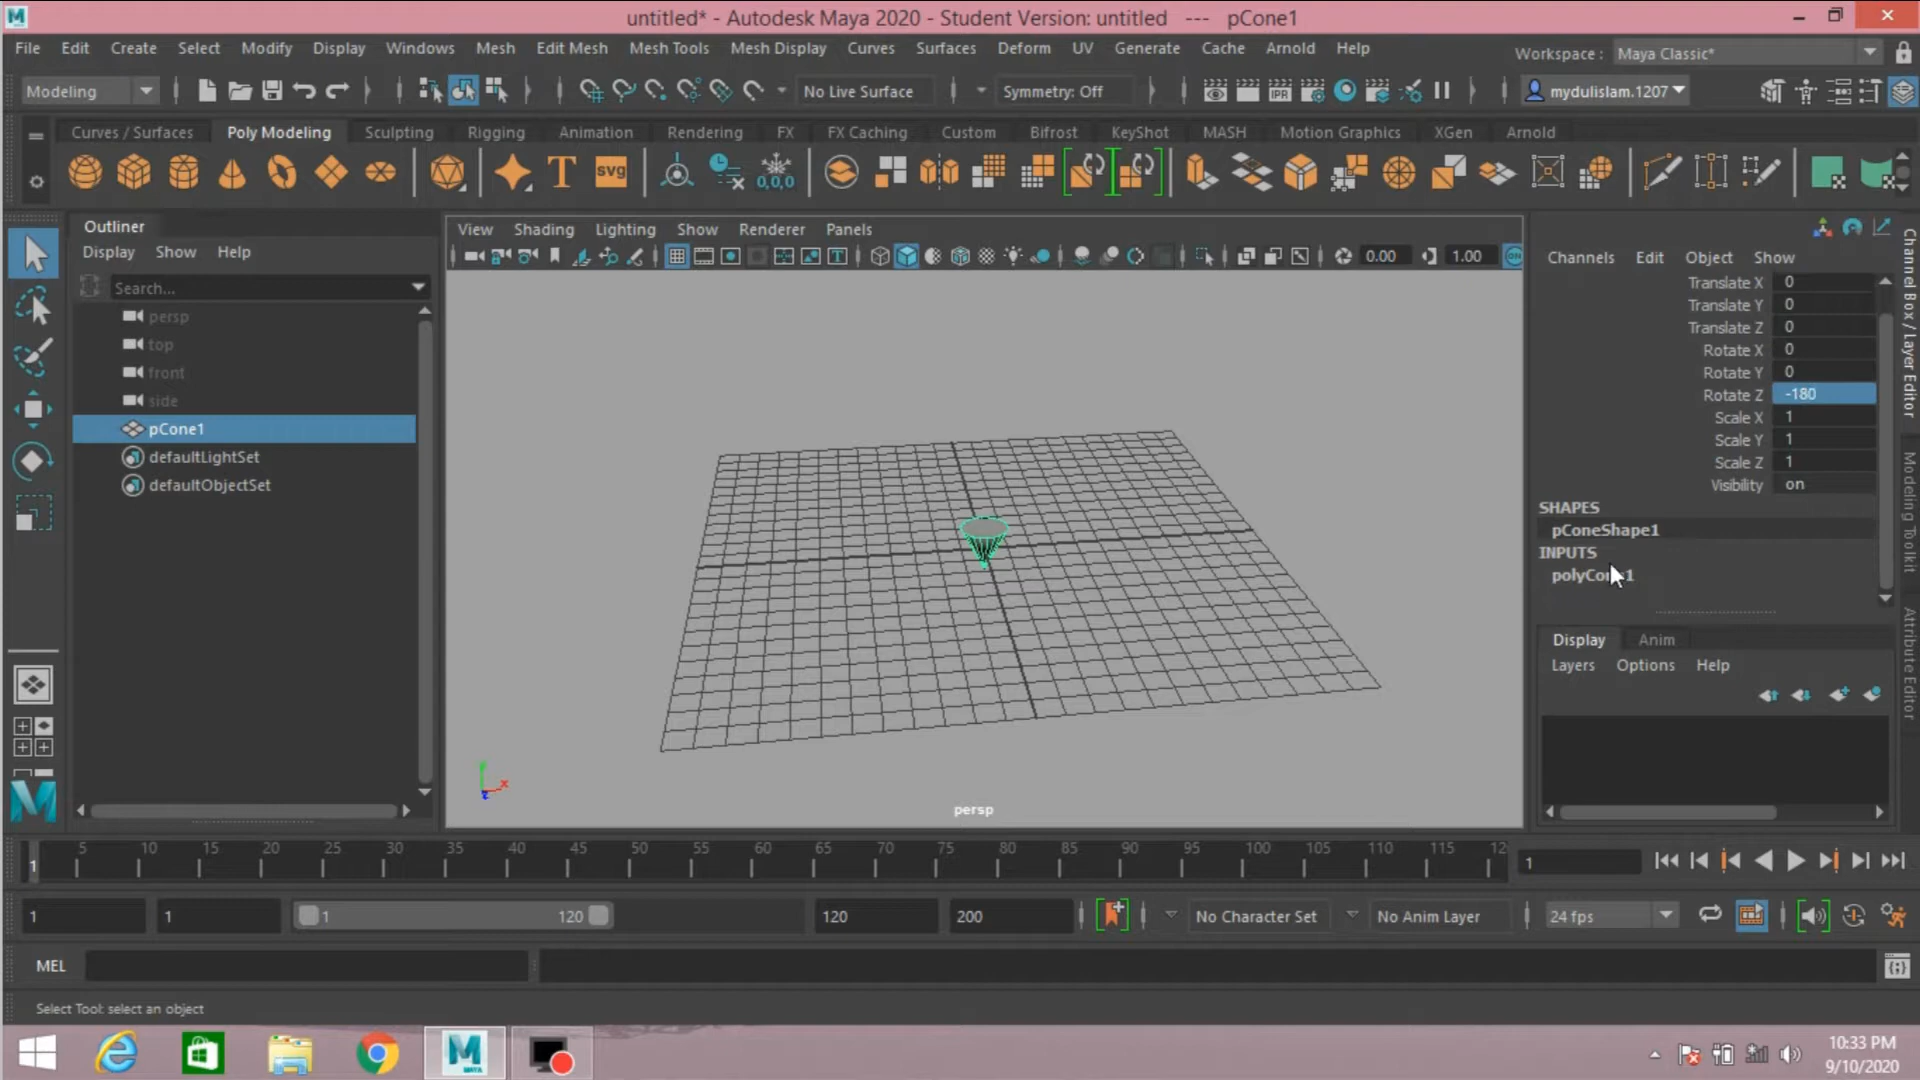 untitled* - Autodesk Maya 2020 - Student Version: untitled --- pCone1
File Edit Create Select Modify Display Windows Mesh Edit Mesh Mesh Tools Mesh Display Curves Surfaces Deform UV Generate Cache Arnold Help
Workspace : Maya Classic*
Modeling No Live Surface Symmetry: Off IPR mydulislam.1207
Curves / Surfaces Poly Modeling Sculpting Rigging Animation Rendering FX FX Caching Custom Bifrost KeyShot MASH Motion Graphics XGen Arnold
T SVG 0,0,0
Outliner
Display Show Help
Search...
persp
top
front
side
pCone1
defaultLightSet
defaultObjectSet
View Shading Lighting Show Renderer Panels
0.00 1.00
persp
Channels Edit Object Show
Translate X 0
Translate Y 0
Translate Z 0
Rotate X 0
Rotate Y 0
Rotate Z -180
Scale X 1
Scale Y 1
Scale Z 1
Visibility on
SHAPES
pConeShape1
INPUTS
Display Anim
Layers Options Help
Channel Box / Layer Editor
Modeling Toolkit
Attribute Editor
1 5 10 15 20 25 30 35 40 45 50 55 60 65 70 75 80 85 90 95 100 105 110 115 12
1
1 1 1 120 120 200 No Character Set No Anim Layer 24 fps
MEL
Select Tool: select an object
10:33 PM
9/10/2020